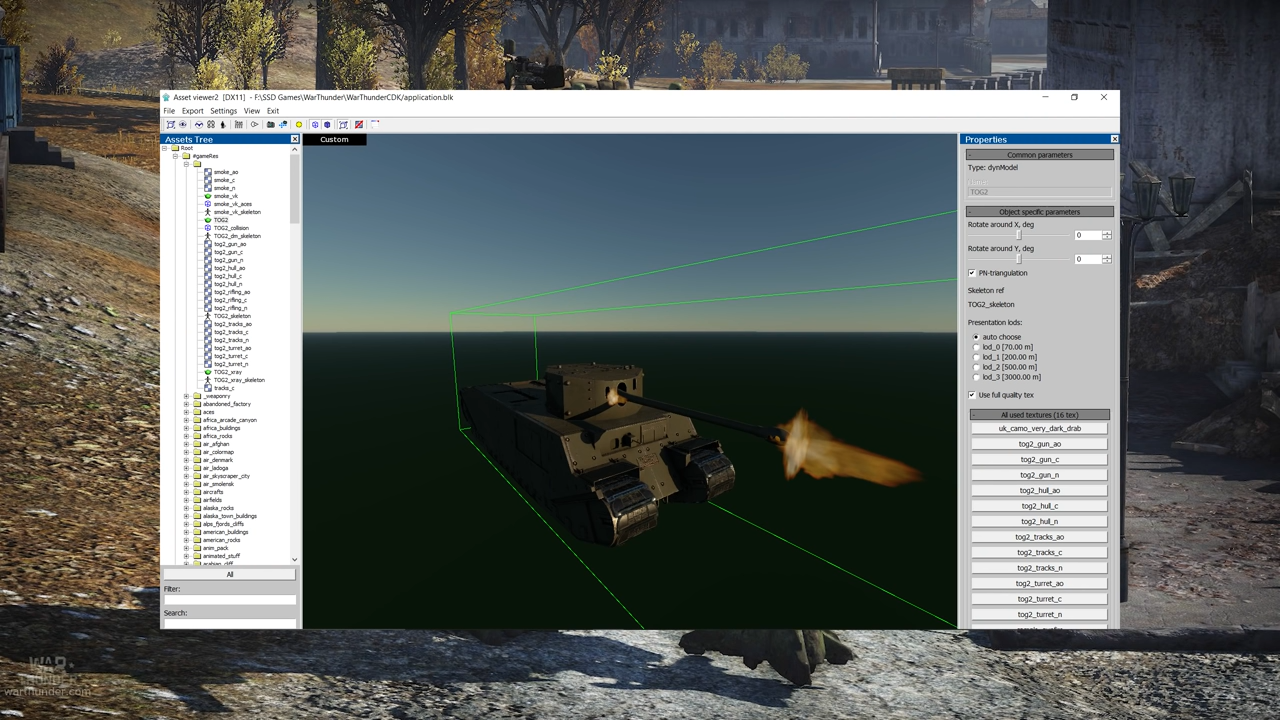 Asset viewer2 [DX11] - F:\SSD Games\WarThunder\WarThunderCDK/application.blk
File Export Settings View Exit
Assets Tree
Root
#gameRes
smoke_ao
smoke_c
smoke_n
smoke_vk
smoke_vk_aces
smoke_vk_skeleton
TOG2
TOG2_collision
TOG2_dm_skeleton
tog2_gun_ao
tog2_gun_c
tog2_gun_n
tog2_hull_ao
tog2_hull_c
tog2_hull_n
tog2_rifling_ao
tog2_rifling_c
tog2_rifling_n
TOG2_skeleton
tog2_tracks_ao
tog2_tracks_c
tog2_tracks_n
tog2_turret_ao
tog2_turret_c
tog2_turret_n
TOG2_xray
TOG2_xray_skeleton
tracks_c
_weaponry
abandoned_factory
aces
africa_arcade_canyon
africa_buildings
africa_rocks
air_afghan
air_colormap
air_denmark
air_ladoga
air_skyscraper_city
air_smolensk
aircrafts
airfields
alaska_rocks
alaska_town_buildings
alps_fjords_cliffs
american_buildings
american_rocks
anim_pack
animated_stuff
arabian_cliff
All
Filter:
Search:
Custom
Properties
Common parameters
Type: dynModel
TOG2
Object specific parameters
Rotate around X, deg
0
Rotate around Y, deg
0
PN-triangulation
Skeleton ref
TOG2_skeleton
Presentation lods:
auto choose
lod_0 [70.00 m]
lod_1 [200.00 m]
lod_2 [500.00 m]
lod_3 [3000.00 m]
Use full quality tex
All used textures (16 tex)
uk_camo_very_dark_drab
tog2_gun_ao
tog2_gun_c
tog2_gun_n
tog2_hull_ao
tog2_hull_c
tog2_hull_n
tog2_tracks_ao
tog2_tracks_c
tog2_tracks_n
tog2_turret_ao
tog2_turret_c
tog2_turret_n
WAR THUNDER
warthunder.com